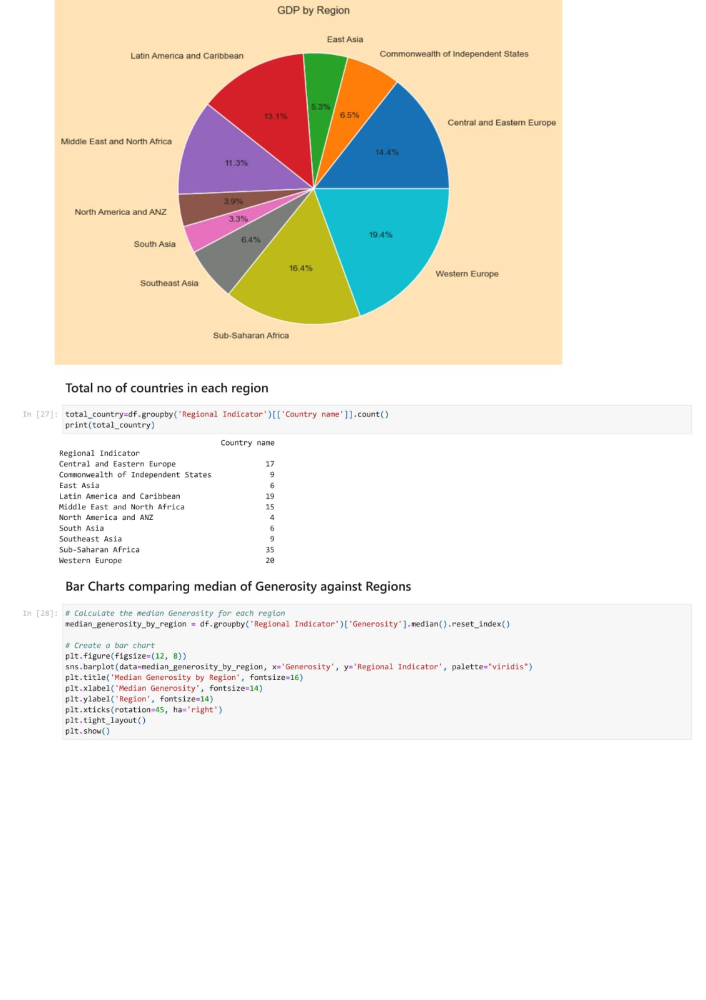 GDP by Region
East Asia
Latin America and Caribbean
Commonwealth of Independent States
5.3%
6.5%
13.1%
Central and Eastern Europe
Middle East and North Africa
14.4%
11.3%
3.9%
North America and ANZ
3.3%
19.4%
South Asia
6.4%
16.4%
Western Europe
Southeast Asia
Sub-Saharan Africa
Total no of countries in each region
In [27]: total_country=df.groupby('Regional Indicator')[['Country name']].count()
print(total_country)
Country name
Regional Indicator
Central and Eastern Europe 17
Commonwealth of Independent States 9
East Asia 6
Latin America and Caribbean 19
Middle East and North Africa 15
North America and ANZ 4
South Asia 6
Southeast Asia 9
Sub-Saharan Africa 35
Western Europe 20
Bar Charts comparing median of Generosity against Regions
In [28]: # Calculate the median Generosity for each region
median_generosity_by_region = df.groupby('Regional Indicator')['Generosity'].median().reset_index()
# Create a bar chart
plt.figure(figsize=(12, 8))
sns.barplot(data=median_generosity_by_region, x='Generosity', y='Regional Indicator', palette="viridis")
plt.title('Median Generosity by Region', fontsize=16)
plt.xlabel('Median Generosity', fontsize=14)
plt.ylabel('Region', fontsize=14)
plt.xticks(rotation=45, ha='right')
plt.tight_layout()
plt.show()